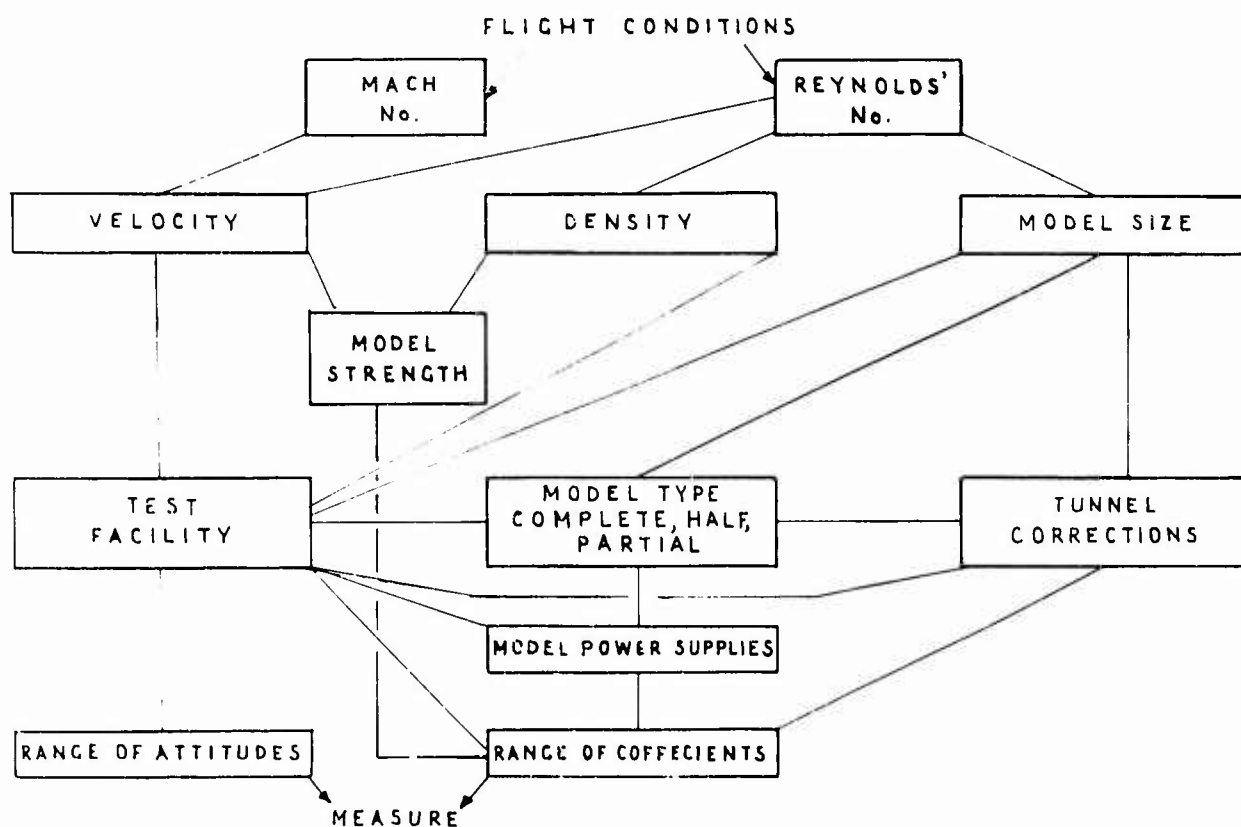 FLIGHT CONDITIONS
MACH
No.
REYNOLDS'
No.
VELOCITY
DENSITY
MODEL SIZE
MODEL
STRENGTH
TEST
FACILITY
MODEL TYPE
COMPLETE, HALF,
PARTIAL
TUNNEL
CORRECTIONS
MODEL POWER SUPPLIES
RANGE OF ATTITUDES
RANGE OF COFFECIENTS
MEASURE